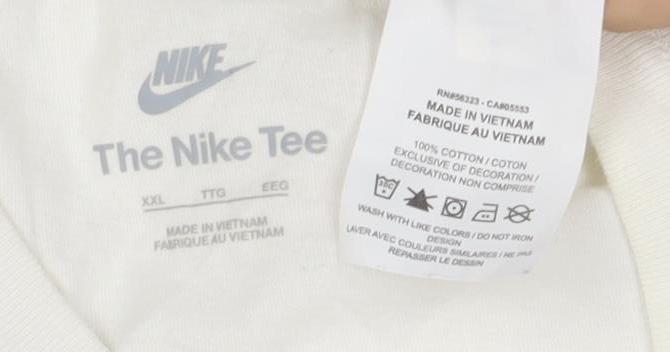 NIKE
The Nike Tee
XXL TTG EEG
MADE IN VIETNAM
FABRIQUE AU VIETNAM
RN#56323 - CA#05553
MADE IN VIETNAM
FABRIQUE AU VIETNAM
100% COTTON / COTON
EXCLUSIVE OF DECORATION /
DECORATION NON COMPRISE
30C
WASH WITH LIKE COLORS / DO NOT IRON
DESIGN
LAVER AVEC COULEURS SIMILAIRES / NE PAS
REPASSER LE DESSIN